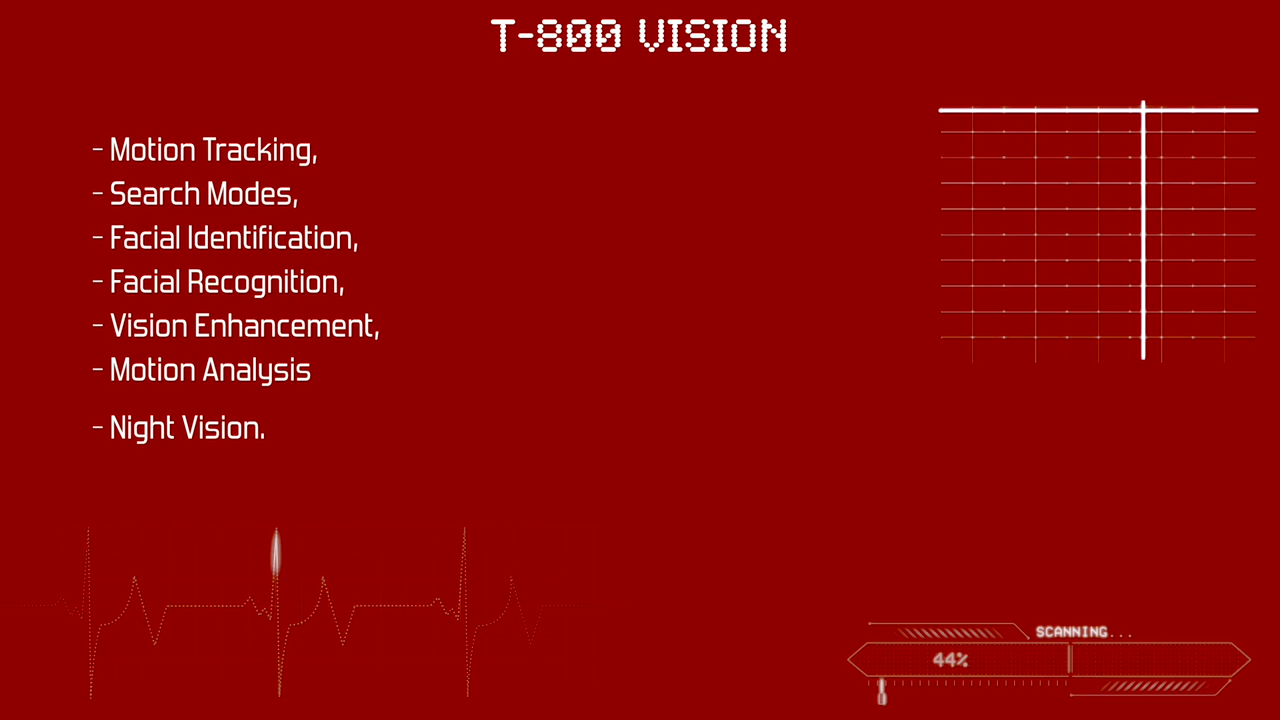 T-800 VISION
- Motion Tracking,
- Search Modes,
- Facial Identification,
- Facial Recognition,
- Vision Enhancement,
- Motion Analysis
- Night Vision.
SCANNING...
44%